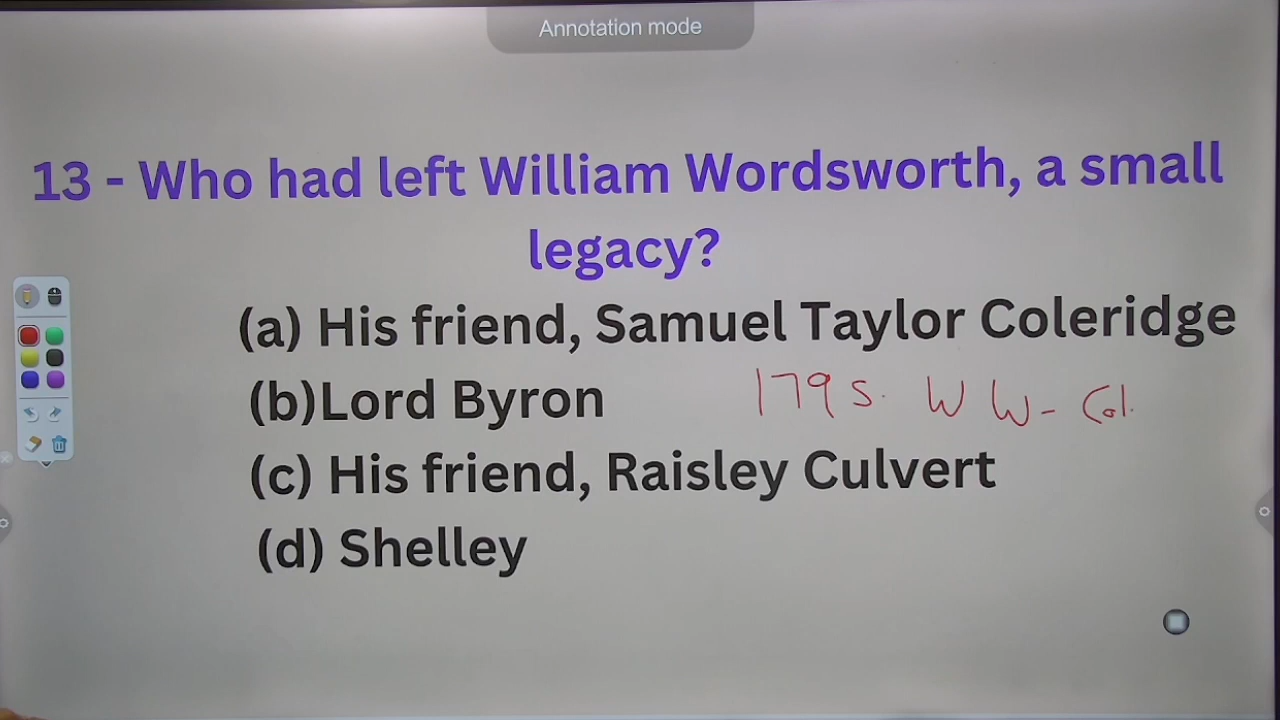 Annotation mode
13 - Who had left William Wordsworth, a small
legacy?
(a) His friend, Samuel Taylor Coleridge
(b)Lord Byron
1795. W W - Col.
(c) His friend, Raisley Culvert
(d) Shelley